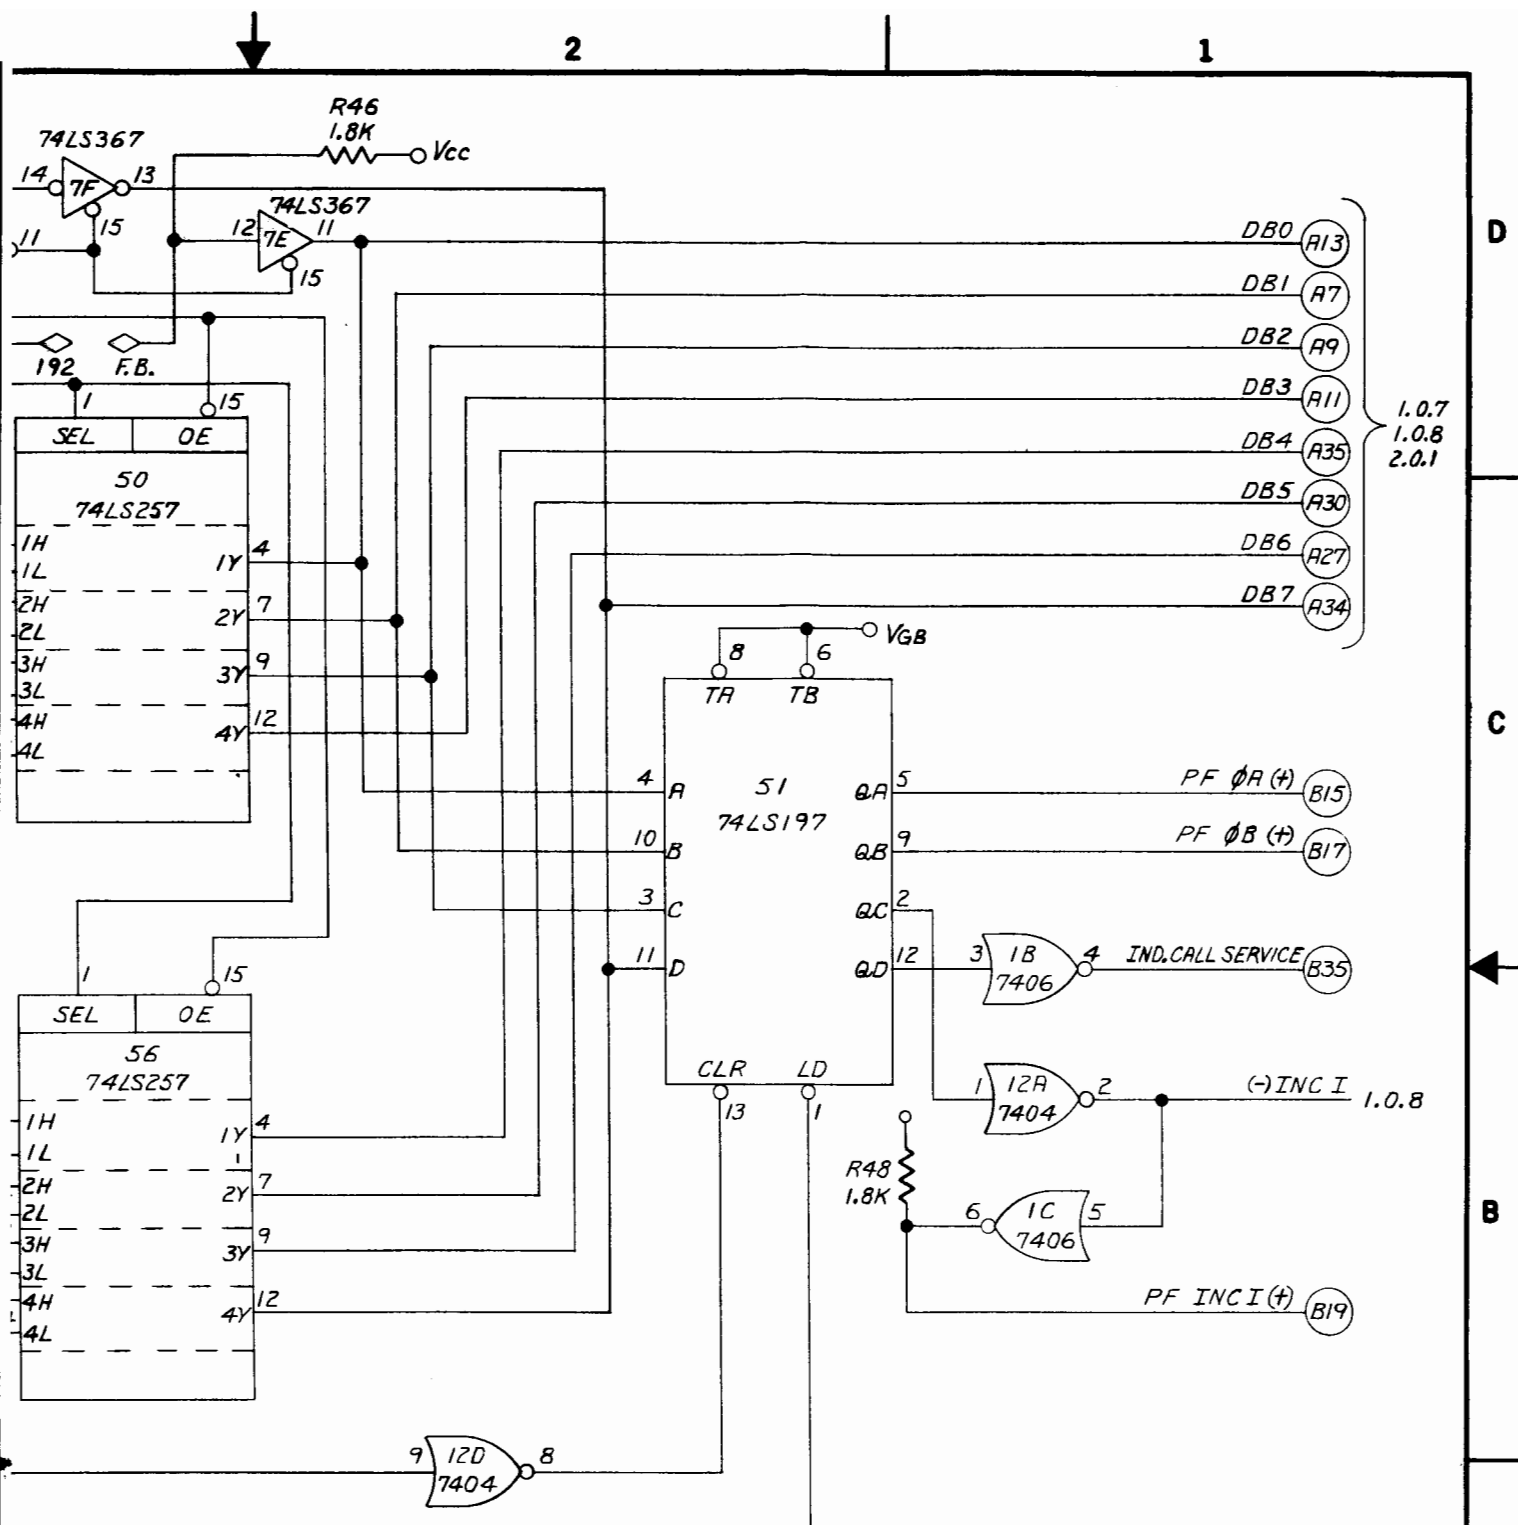 2 1
R46
1.8K
Vcc
74LS367
14 7F 13
15
11
74LS367
12 7E 11
15
192 F.B.
DB0 A13
DB1 A7
DB2 A9
DB3 A11
DB4 A35
DB5 A30
DB6 A27
DB7 A34
1.0.7
1.0.8
2.0.1
D
1 15
SEL OE
50
74LS257
1H
1L
1Y 4
2H
2L
2Y 7
3H
3L
3Y 9
4H
4L
4Y 12
VGB
8 6
TA TB
C
51
74LS197
4 A QA 5 PF ØA (+) B15
10 B QB 9 PF ØB (+) B17
3 C QC 2
11 D QD 12
3 1B 4
7406
IND. CALL SERVICE B35
CLR LD
13 1
1 12A 2
7404
(-) INC I 1.0.8
R48
1.8K
6 1C 5
7406
B
PF INC I (+) B19
1 15
SEL OE
56
74LS257
1H
1L
1Y 4
2H
2L
2Y 7
3H
3L
3Y 9
4H
4L
4Y 12
9 12D 8
7404